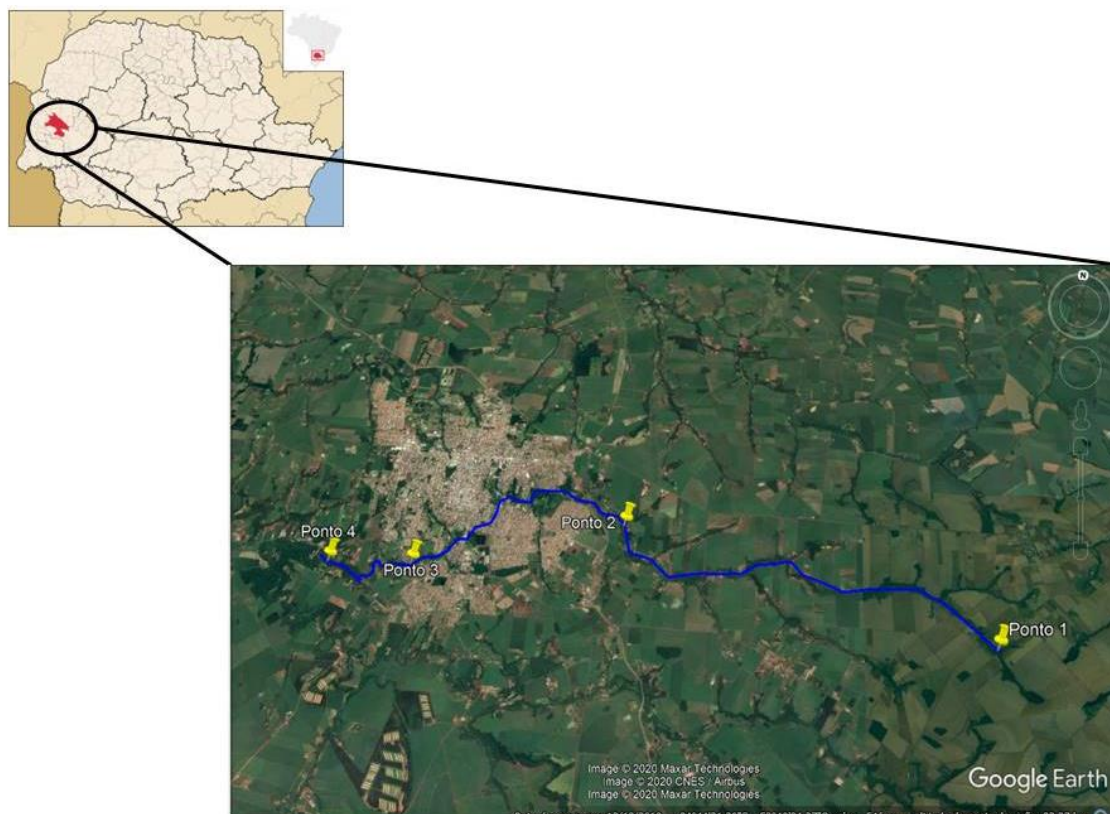 N
Ponto 2
Ponto 4
Ponto 3
Ponto 1
Image © 2020 Maxar Technologies
Image © 2020 CNES / Airbus
Image © 2020 Maxar Technologies
Google Earth